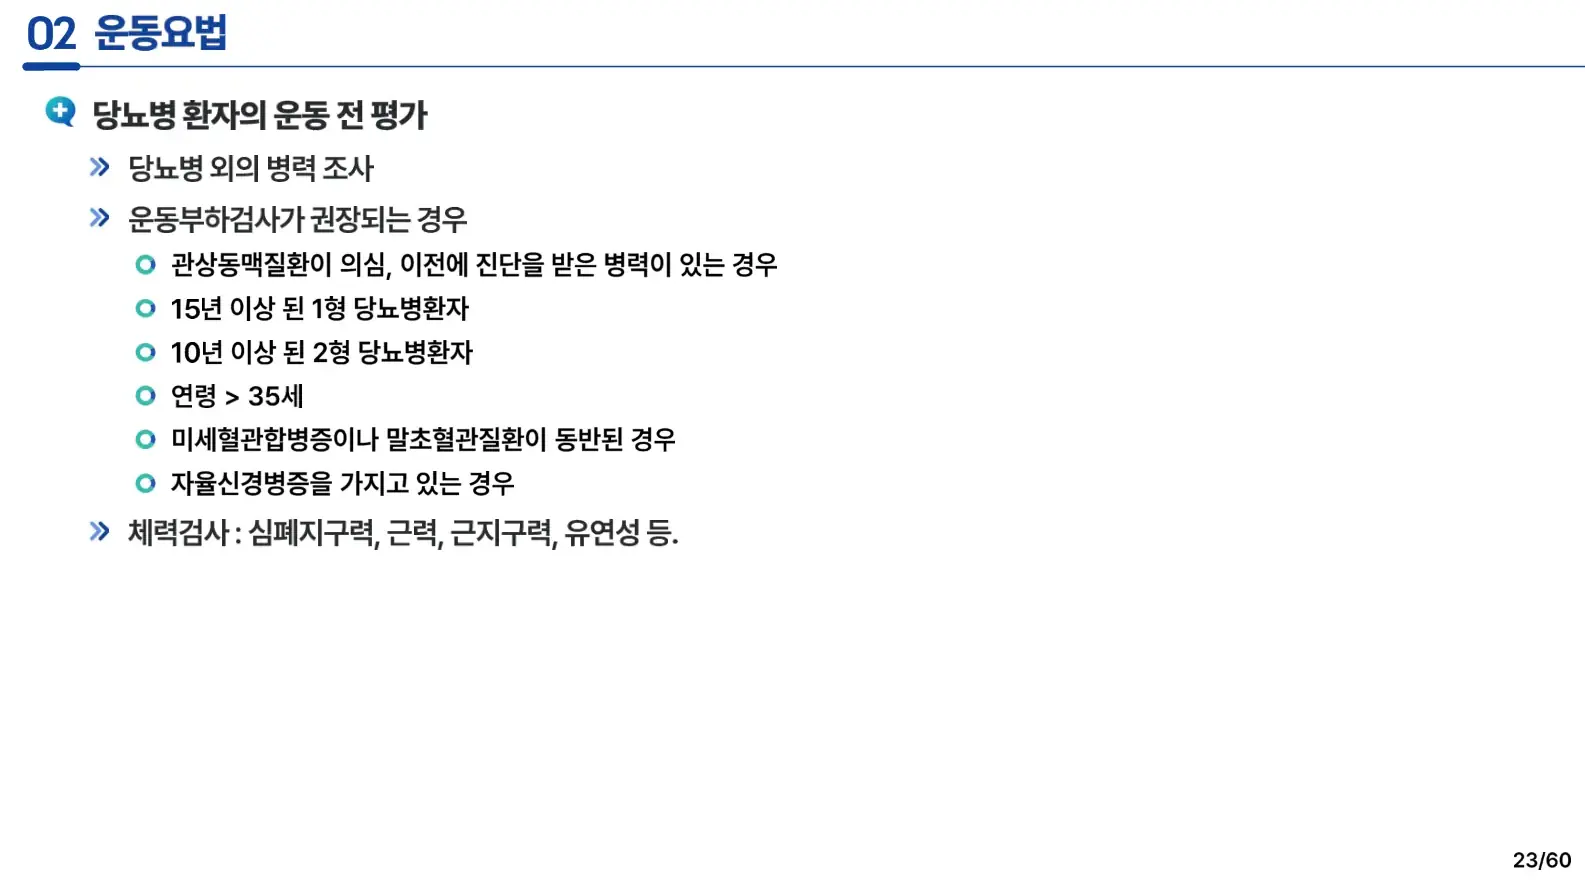 02 운동요법
당뇨병 환자의 운동 전 평가
당뇨병 외의 병력 조사
운동부하검사가 권장되는 경우
관상동맥질환이 의심, 이전에 진단을 받은 병력이 있는 경우
15년 이상 된 1형 당뇨병환자
10년 이상 된 2형 당뇨병환자
연령 > 35세
미세혈관합병증이나 말초혈관질환이 동반된 경우
자율신경병증을 가지고 있는 경우
체력검사 : 심폐지구력, 근력, 근지구력, 유연성 등.
23/60